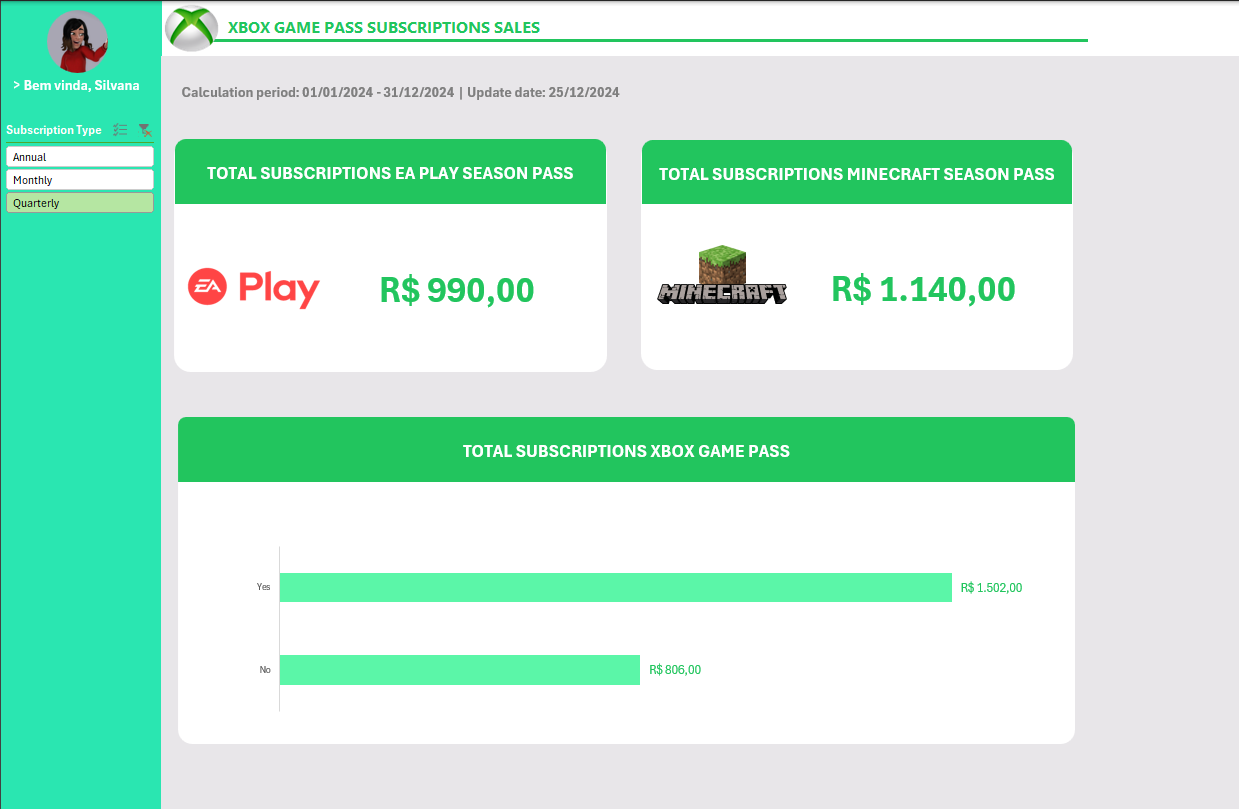 XBOX GAME PASS SUBSCRIPTIONS SALES
> Bem vinda, Silvana
Calculation period: 01/01/2024 - 31/12/2024 | Update date: 25/12/2024
Subscription Type
Annual
Monthly
Quarterly
TOTAL SUBSCRIPTIONS EA PLAY SEASON PASS
EA Play
R$ 990,00
TOTAL SUBSCRIPTIONS MINECRAFT SEASON PASS
MINECRAFT
R$ 1.140,00
TOTAL SUBSCRIPTIONS XBOX GAME PASS
Yes
R$ 1.502,00
No
R$ 806,00